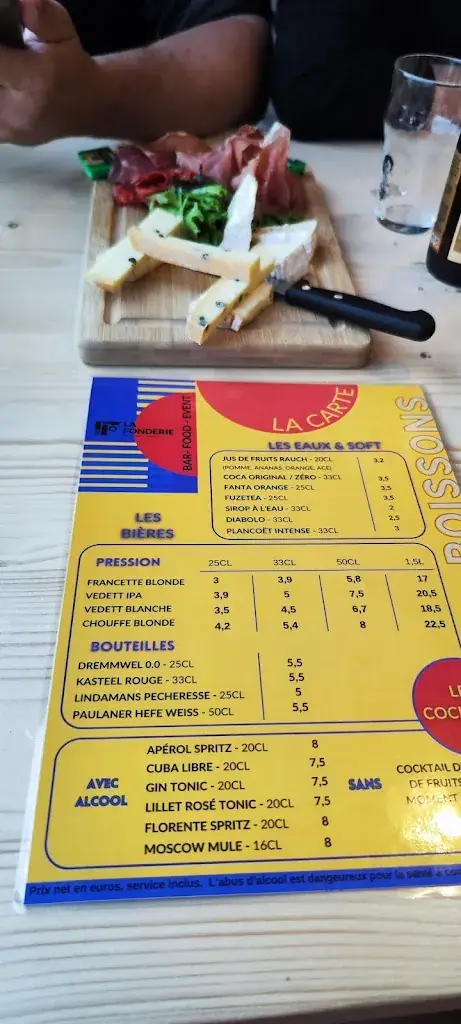 LA FONDERIE
BAR- FOOD - EVENT
LA CARTE
BOISSONS
LES EAUX & SOFT
JUS DE FRUITS RAUCH - 20CL 3,2
(POMME, ANANAS, ORANGE, ACE)
COCA ORIGINAL / ZÉRO - 33CL 3,5
FANTA ORANGE - 25CL 3,5
FUZETEA - 25CL 3,5
SIROP À L'EAU - 33CL 2
DIABOLO - 33CL 2,5
PLANCOËT INTENSE - 33CL 3
LES
BIÈRES
PRESSION 25CL 33CL 50CL 1,5L
FRANCETTE BLONDE 3 3,9 5,8 17
VEDETT IPA 3,9 5 7,5 20,5
VEDETT BLANCHE 3,5 4,5 6,7 18,5
CHOUFFE BLONDE 4,2 5,4 8 22,5
BOUTEILLES
DREMMWEL 0.0 - 25CL 5,5
KASTEEL ROUGE - 33CL 5,5
LINDAMANS PECHERESSE - 25CL 5
PAULANER HEFE WEISS - 50CL 5,5
AVEC
ALCOOL
APÉROL SPRITZ - 20CL 8
CUBA LIBRE - 20CL 7,5
GIN TONIC - 20CL 7,5
LILLET ROSÉ TONIC - 20CL 7,5
FLORENTE SPRITZ - 20CL 8
MOSCOW MULE - 16CL 8
SANS
COCKTAIL D
DE FRUITS
MOMENT
Prix net en euros, service inclus. L'abus d'alcool est dangeureux pour la santé à